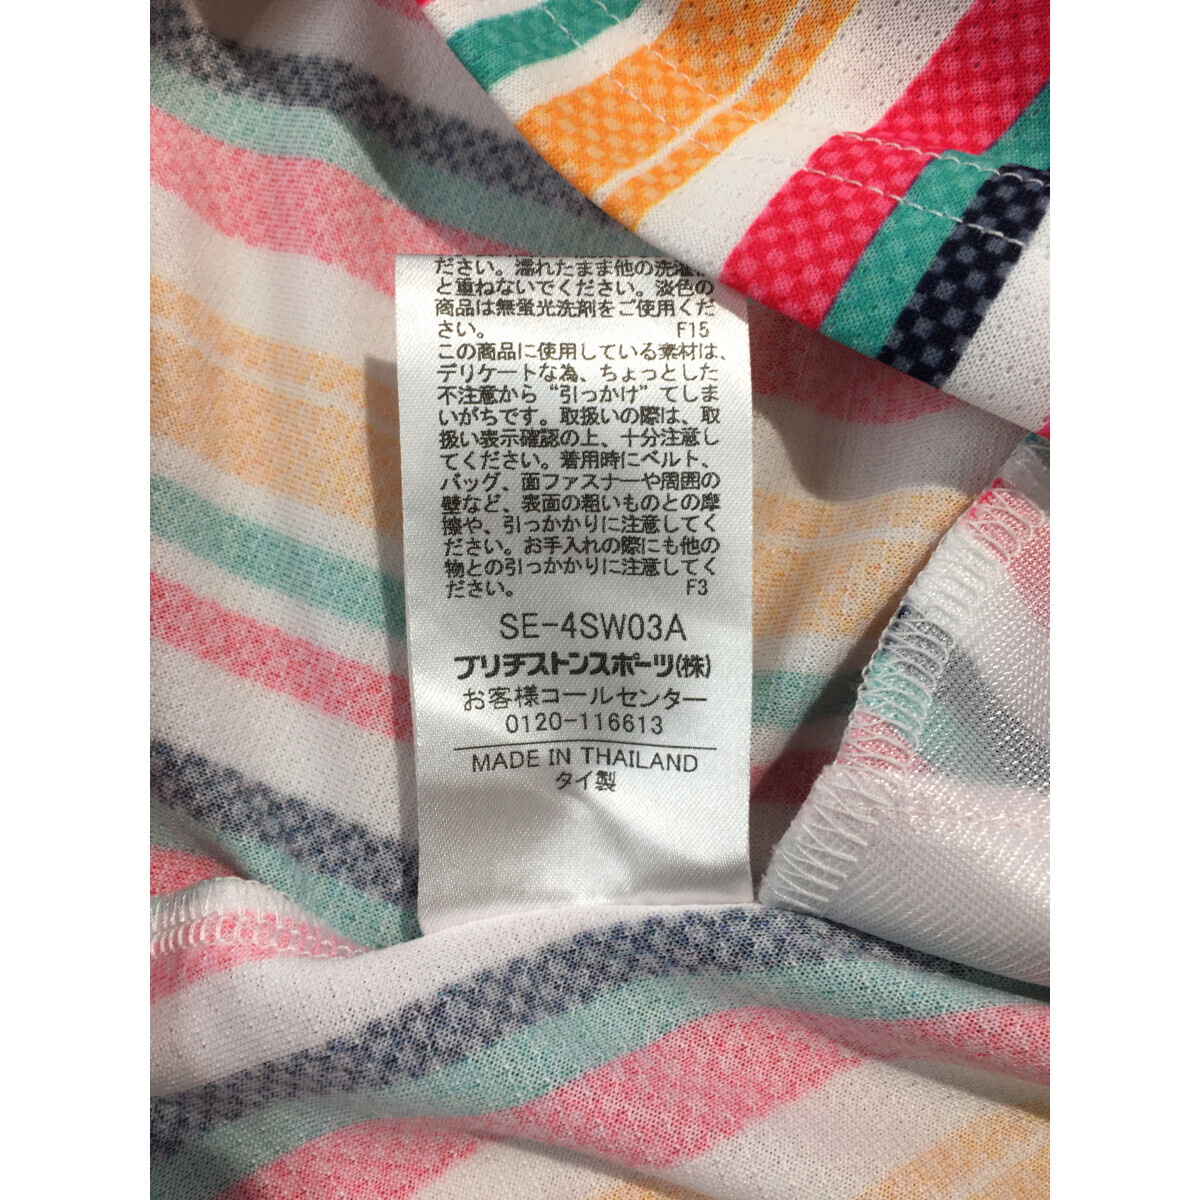 ださい。濡れたまま他の洗濯
と重ねないでください。淡色の
商品は無蛍光洗剤をご使用くだ
さい。 F15
この商品に使用している素材は、
デリケートな為、ちょっとした
不注意から“引っかけ”てしま
いがちです。取扱いの際は、取
扱い表示確認の上、十分注意し
てください。着用時にベルト、
バッグ、面ファスナーや周囲の
壁など、表面の粗いものとの摩
擦や、引っかかりに注意してく
ださい。お手入れの際にも他の
物との引っかかりに注意してく
ださい。 F3
SE-4SW03A
ブリヂストンスポーツ(株)
お客様コールセンター
0120-116613
MADE IN THAILAND
タイ製